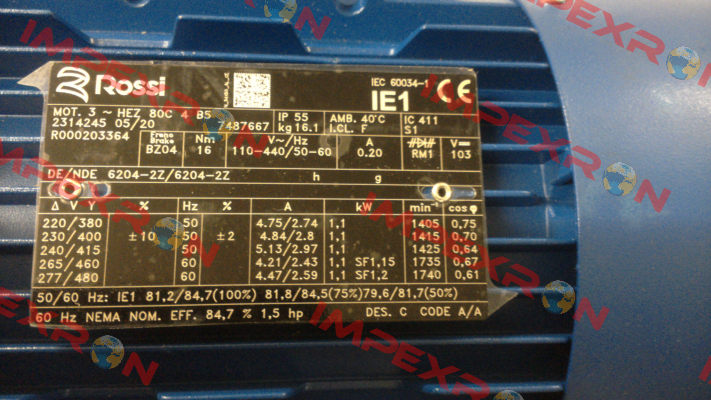 Rossi
IEC 60034-1
CE
IE1
MOT. 3 ~ HEZ 80C 4 B5
2314245 05/20 7487667
IP 55
kg 16.1
AMB. 40°C
I.CL. F
IC 411
S1
R000203364
Freno
Brake
BZ04
Nm
16
V~/Hz
110-440/50-60
A
0.20
RM1
V=
103
DE/NDE 6204-2Z/6204-2Z h g
Δ V Y % Hz % A kW min⁻¹ cos φ
220/380 50 4.75/2.74 1,1 1405 0,75
230/400 ±10 50 ±2 4.84/2.8 1,1 1415 0,70
240/415 50 5.13/2.97 1,1 1425 0,64
265/460 60 4.21/2.43 1,1 SF1,15 1735 0,67
277/480 60 4.47/2.59 1,1 SF1,2 1740 0,61
50/60 Hz: IE1 81,2/84,7(100%) 81,8/84,5(75%)79,6/81,7(50%)
60 Hz NEMA NOM. EFF. 84,7 % 1,5 hp DES. C CODE A/A
IMPEXRON
IMPEXRON
IMPEXRON
IMPEXRON
IMPEXRON